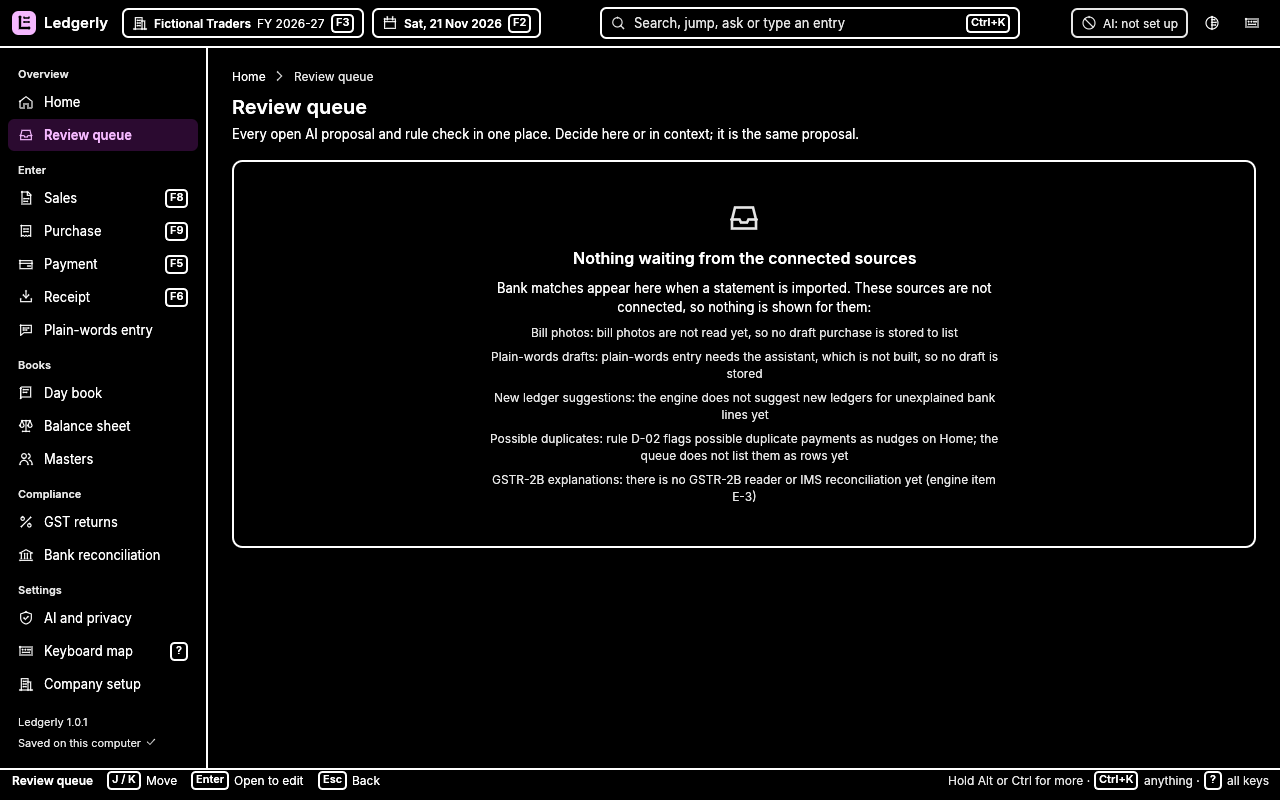 Ledgerly
Fictional Traders FY 2026-27 F3
Sat, 21 Nov 2026 F2
Search, jump, ask or type an entry Ctrl+K
AI: not set up
Overview
Home
Review queue
Enter
Sales F8
Purchase F9
Payment F5
Receipt F6
Plain-words entry
Books
Day book
Balance sheet
Masters
Compliance
GST returns
Bank reconciliation
Settings
AI and privacy
Keyboard map ?
Company setup
Ledgerly 1.0.1
Saved on this computer
Home > Review queue
Review queue
Every open AI proposal and rule check in one place. Decide here or in context; it is the same proposal.
Nothing waiting from the connected sources
Bank matches appear here when a statement is imported. These sources are not
connected, so nothing is shown for them:
Bill photos: bill photos are not read yet, so no draft purchase is stored to list
Plain-words drafts: plain-words entry needs the assistant, which is not built, so no draft is
stored
New ledger suggestions: the engine does not suggest new ledgers for unexplained bank
lines yet
Possible duplicates: rule D-02 flags possible duplicate payments as nudges on Home; the
queue does not list them as rows yet
GSTR-2B explanations: there is no GSTR-2B reader or IMS reconciliation yet (engine item
E-3)
Review queue J / K Move Enter Open to edit Esc Back
Hold Alt or Ctrl for more · Ctrl+K anything · ? all keys